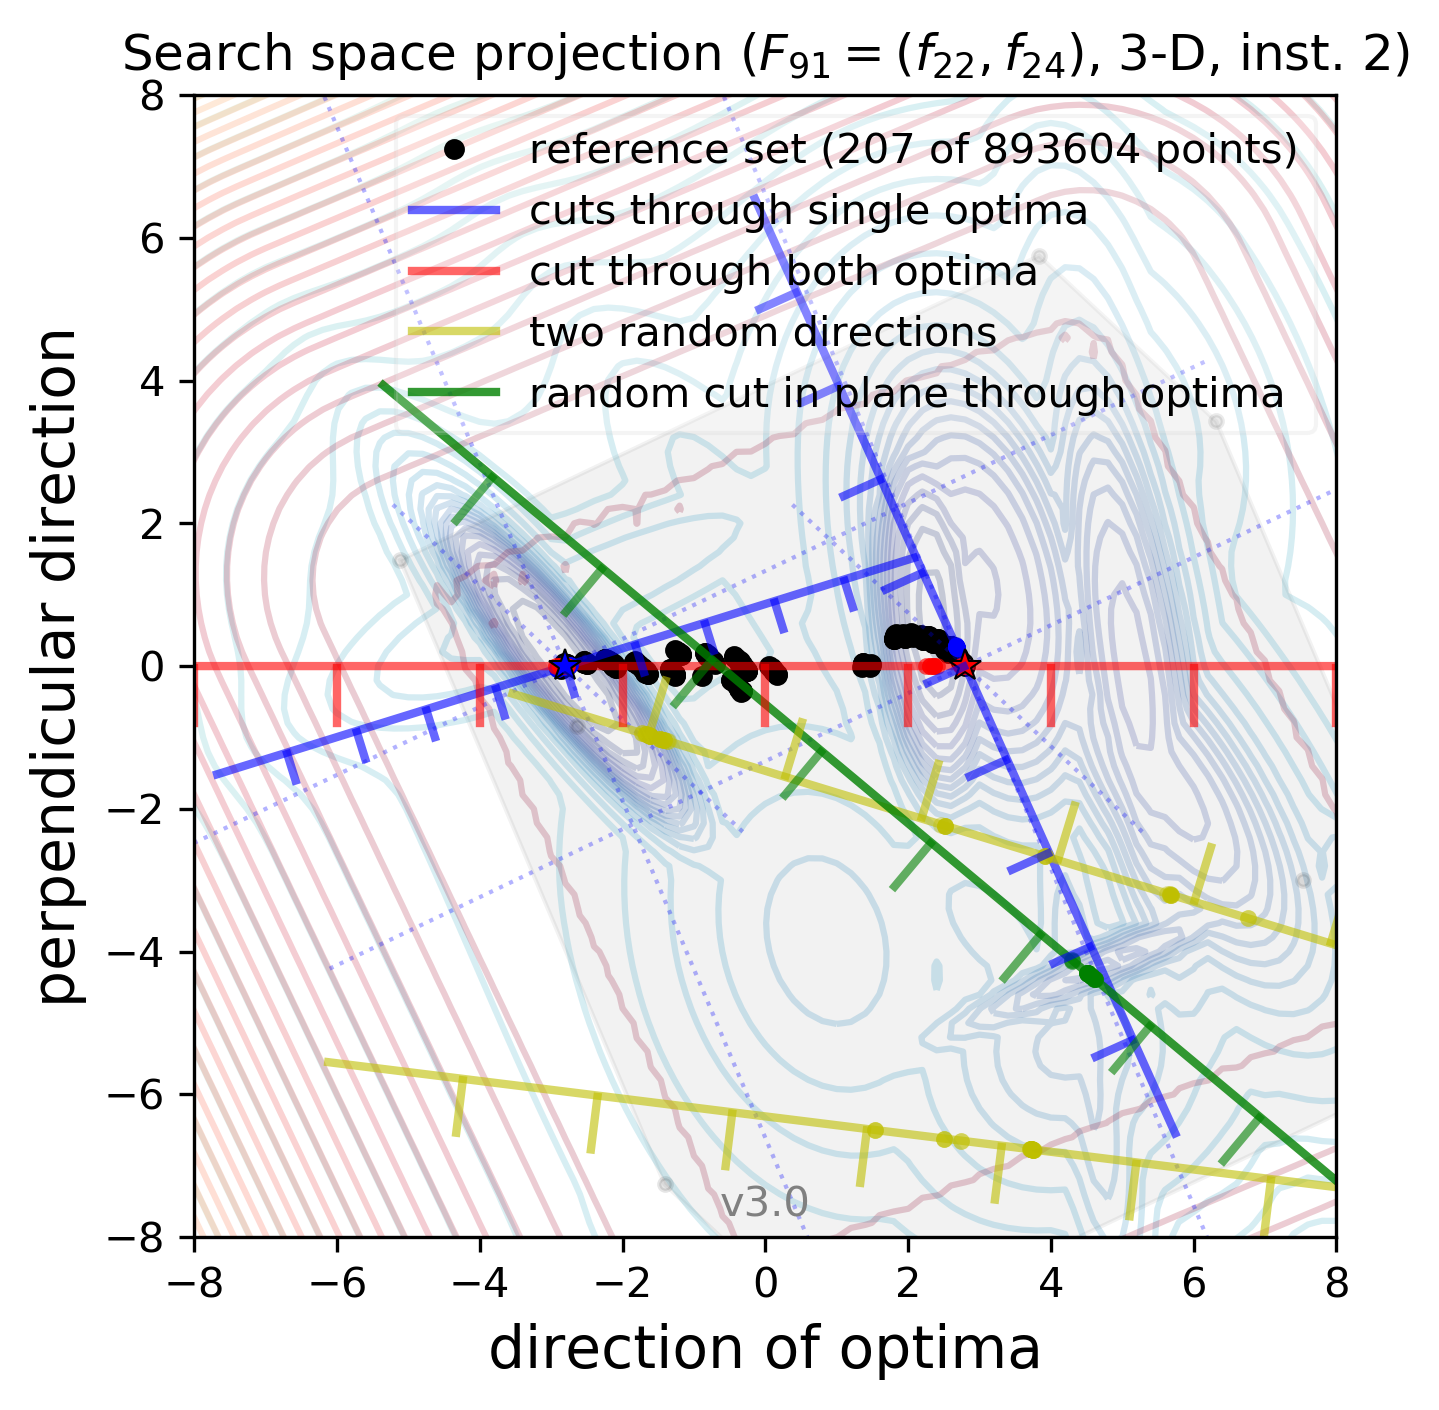 Search space projection (F₉₁ = (f₂₂, f₂₄), 3-D, inst. 2)
8
6
4
2
0
−2
−4
−6
−8
perpendicular direction
reference set (207 of 893604 points)
cuts through single optima
cut through both optima
two random directions
random cut in plane through optima
v3.0
−8 −6 −4 −2 0 2 4 6 8
direction of optima